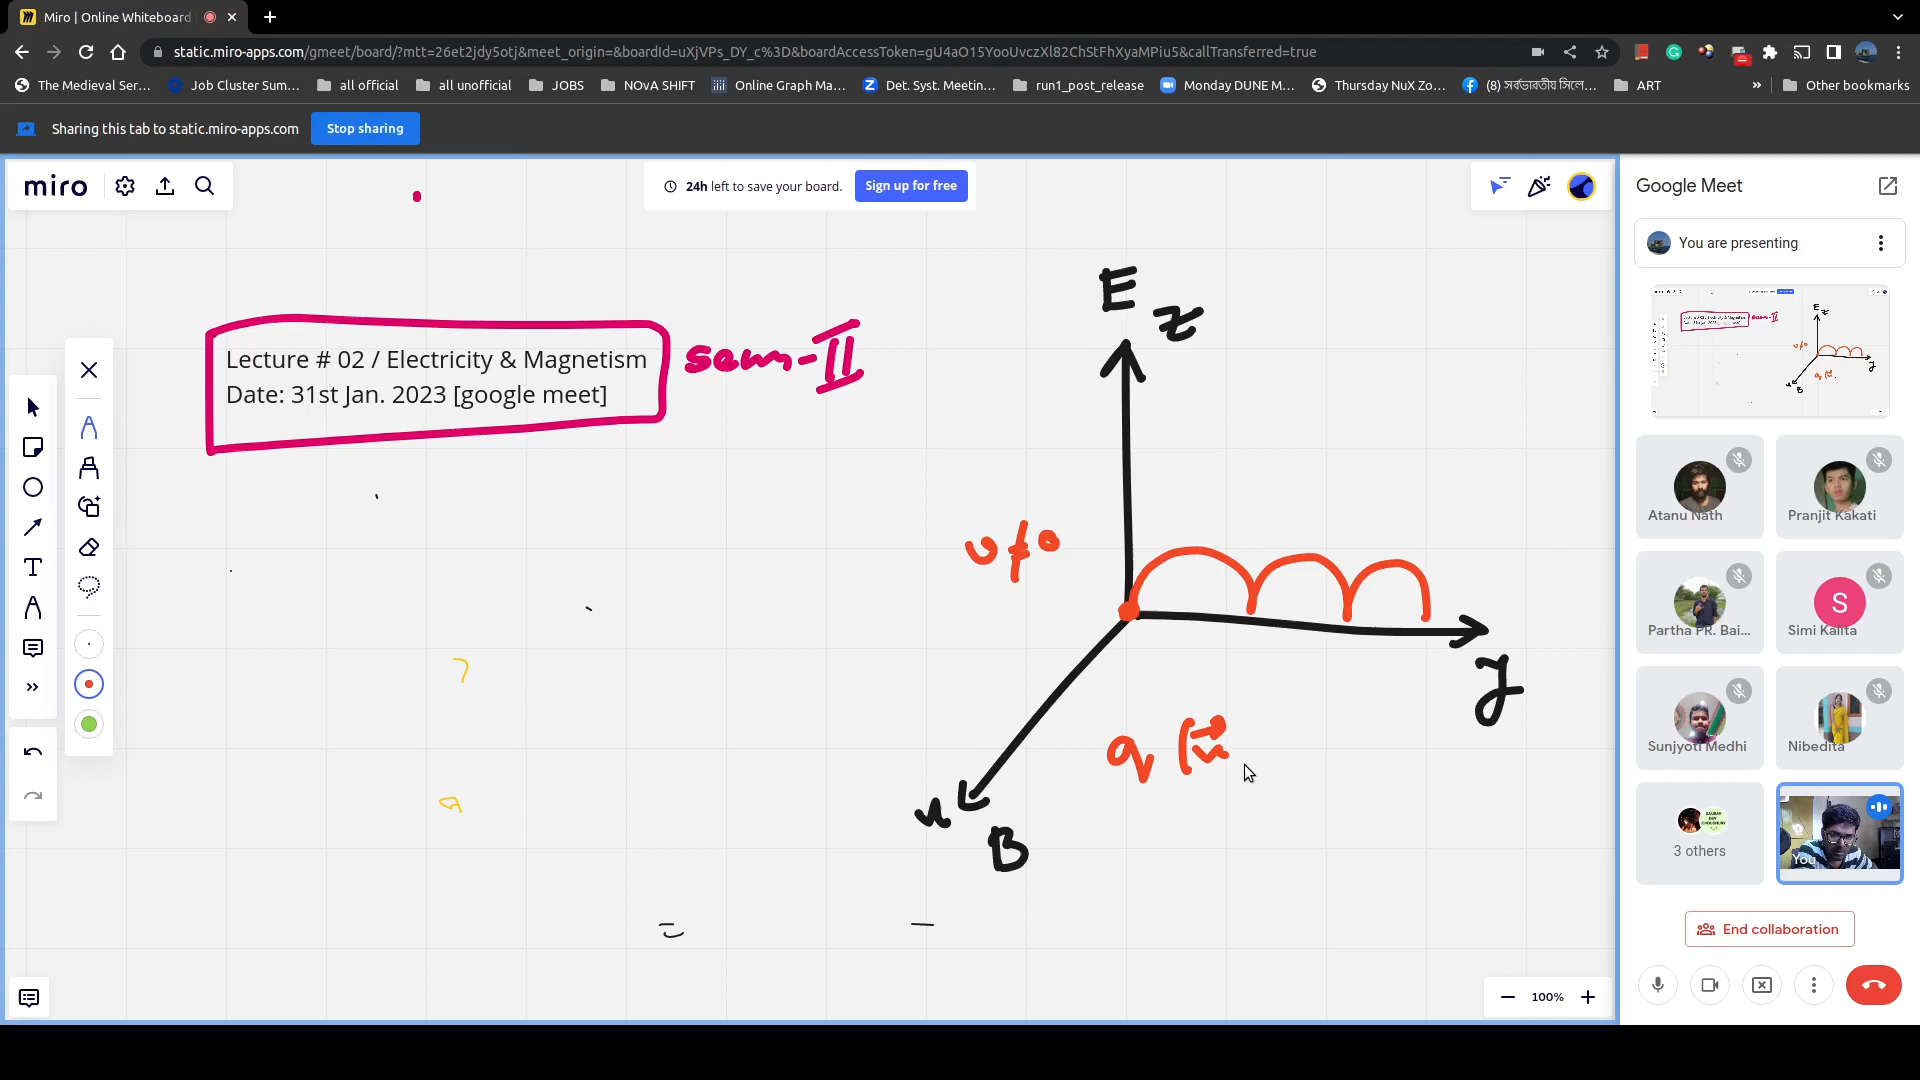 Miro | Online Whiteboard
static.miro-apps.com/gmeet/board/?mtt=26et2jdy5otj&meet_origin=&boardId=uXjVPs_DY_c%3D&boardAccessToken=gU4aO15YooUvczXl82ChStFhXyaMPiu5&callTransferred=true
The Medieval Ser... Job Cluster Sum... all official all unofficial JOBS NOvA SHIFT Online Graph Ma... Det. Syst. Meetin... run1_post_release Monday DUNE M... Thursday NuX Zo... (8) সর্বভারতীয় সিলে... ART » Other bookmarks
Sharing this tab to static.miro-apps.com Stop sharing
miro
24h left to save your board. Sign up for free
Google Meet
You are presenting
E
z
Lecture # 02 / Electricity & Magnetism
Date: 31st Jan. 2023 [google meet]
sem-II
v ≠ 0
y
q (v⃗
x
B
Atanu Nath
Pranjit Kakati
Partha PR. Bai...
S
Simi Kalita
Sunjyoti Medhi
Nibedita
3 others
You
End collaboration
100%